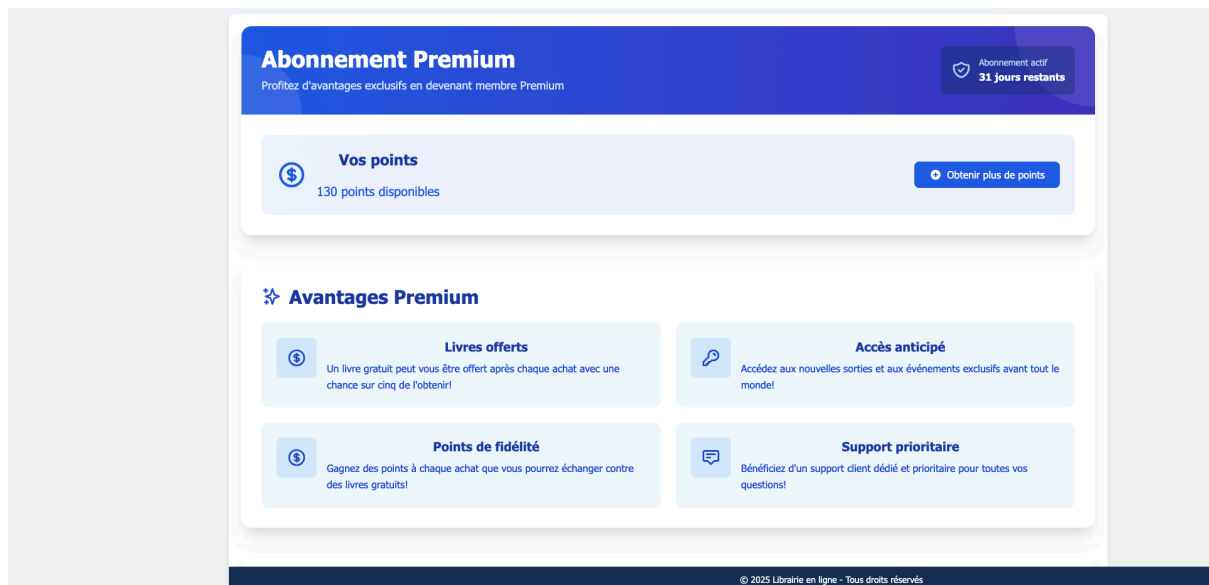 Abonnement Premium
Profitez d'avantages exclusifs en devenant membre Premium
Abonnement actif
31 jours restants
Vos points
130 points disponibles
Obtenir plus de points
Avantages Premium
Livres offerts
Un livre gratuit peut vous être offert après chaque achat avec une
chance sur cinq de l'obtenir!
Accès anticipé
Accédez aux nouvelles sorties et aux événements exclusifs avant tout le
monde!
Points de fidélité
Gagnez des points à chaque achat que vous pourrez échanger contre
des livres gratuits!
Support prioritaire
Bénéficiez d'un support client dédié et prioritaire pour toutes vos
questions!
© 2025 Librairie en ligne - Tous droits réservés